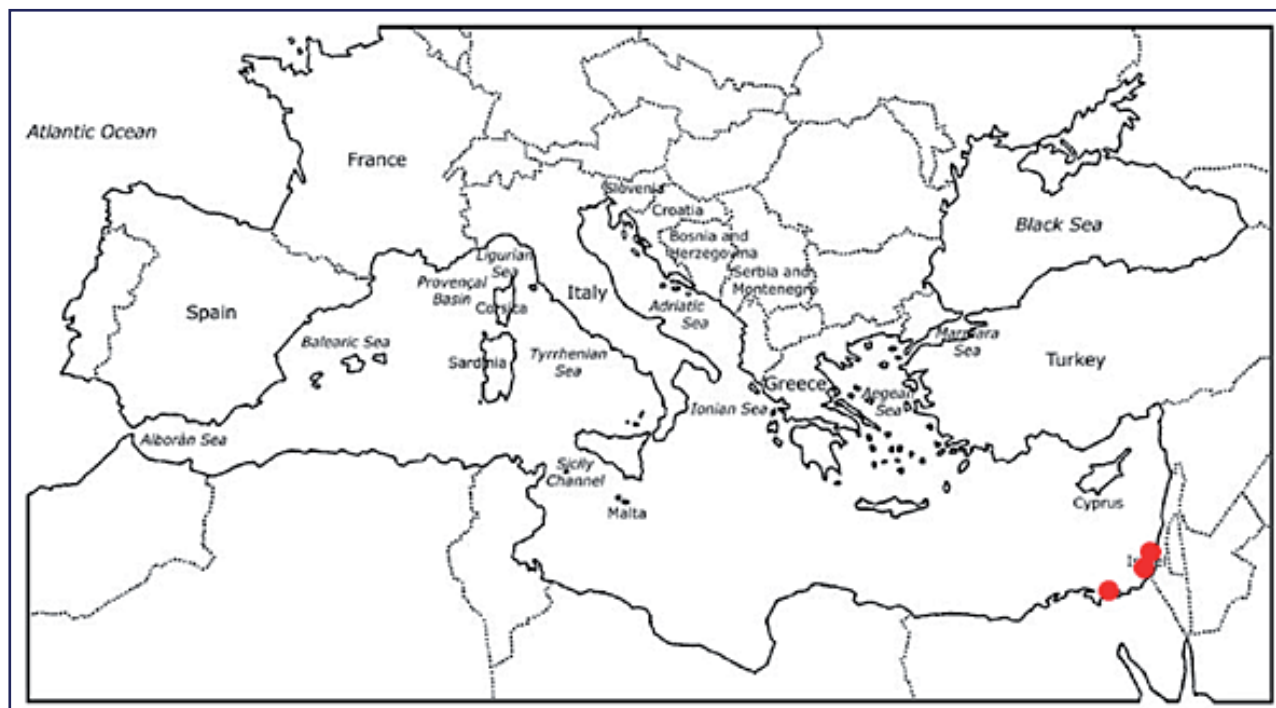 Atlantic Ocean
France
Slovenia
Croatia
Bosnia and
Herzegovina
Serbia and
Montenegro
Black Sea
Ligurian
Sea
Provençal
Basin
Corsica
Italy
Adriatic
Sea
Spain
Balearic Sea
Sardinia
Tyrrhenian
Sea
Marmara
Sea
Turkey
Greece
Aegean
Sea
Ionian Sea
Alborán Sea
Sicily
Channel
Malta
Cyprus